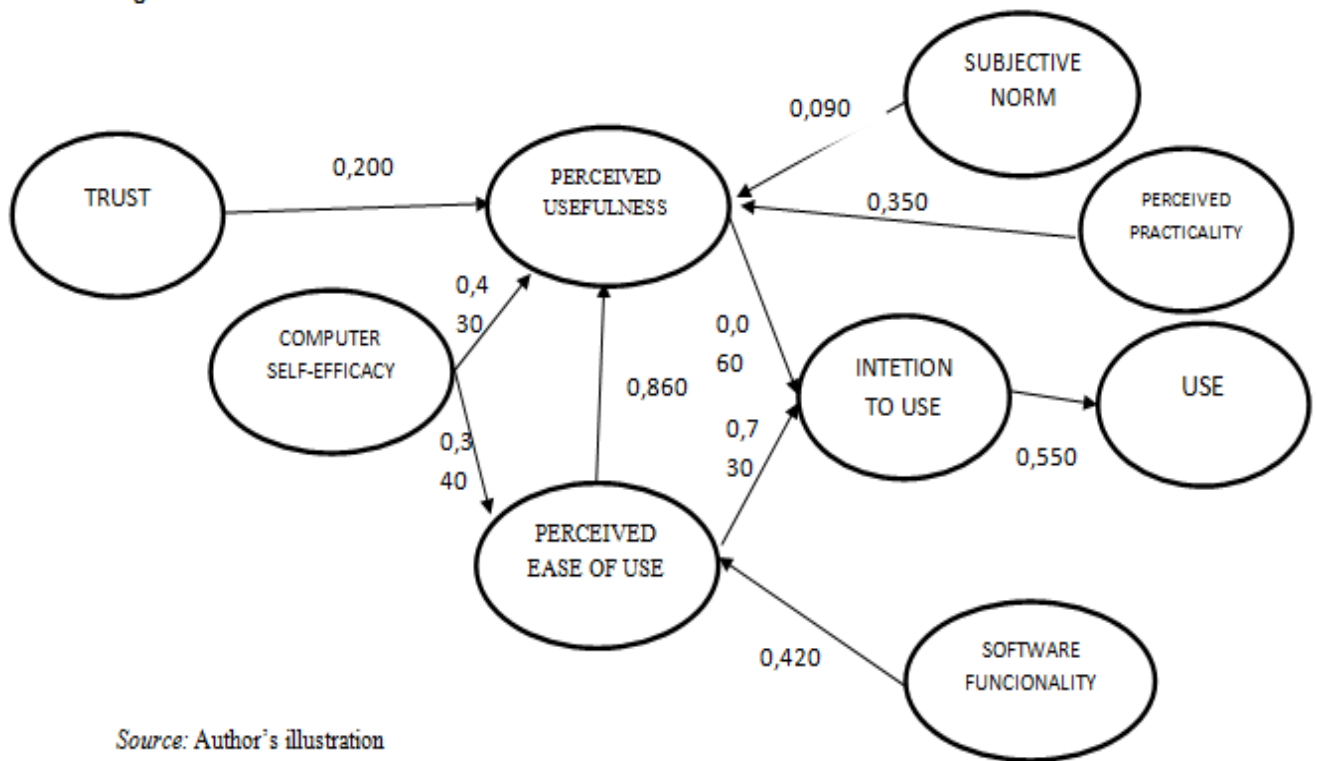 SUBJECTIVE
NORM
0,090
TRUST
0,200
PERCEIVED
USEFULNESS
0,350
PERCEIVED
PRACTICALITY
0,4
30
COMPUTER
SELF-EFFICACY
0,0
60
0,860
INTETION
TO USE
USE
0,7
30
0,550
0,3
40
PERCEIVED
EASE OF USE
0,420
SOFTWARE
FUNCIONALITY
Source: Author's illustration